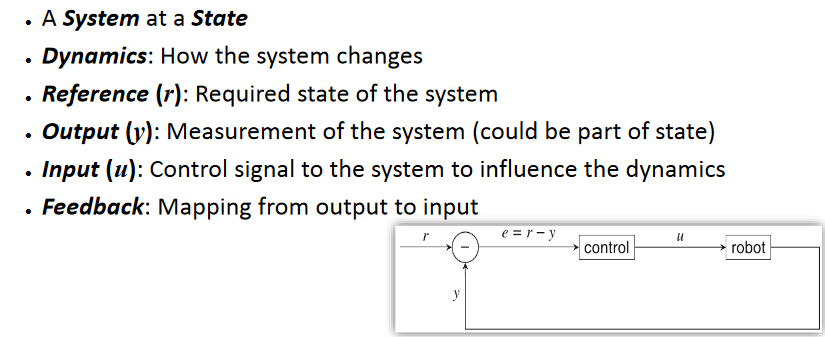 • A System at a State
• Dynamics: How the system changes
• Reference (r): Required state of the system
• Output (y): Measurement of the system (could be part of state)
• Input (u): Control signal to the system to influence the dynamics
• Feedback: Mapping from output to input
r
−
e = r − y
control
u
robot
y